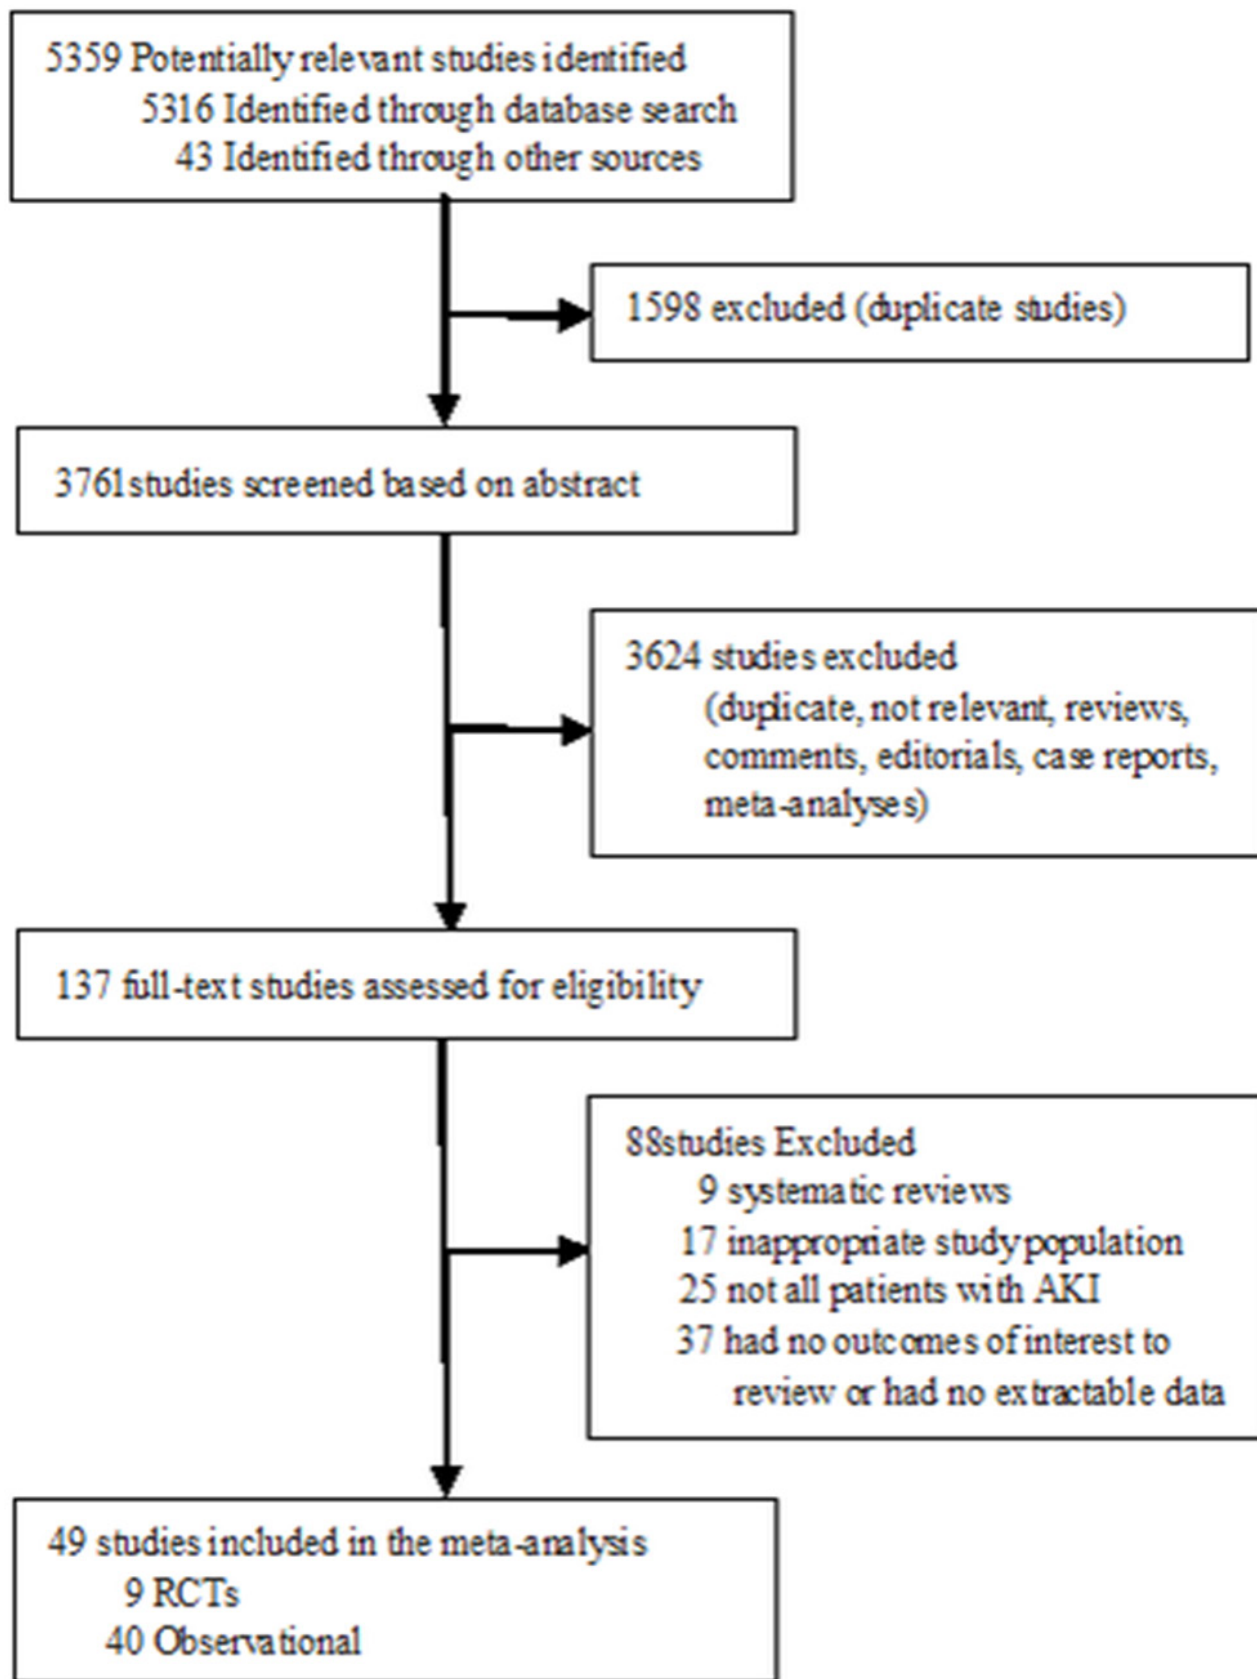 5359 Potentially relevant studies identified
5316 Identified through database search
43 Identified through other sources
1598 excluded (duplicate studies)
3761studies screened based on abstract
3624 studies excluded
(duplicate, not relevant, reviews,
comments, editorials, case reports,
meta-analyses)
137 full-text studies assessed for eligibility
88studies Excluded
9 systematic reviews
17 inappropriate study population
25 not all patients with AKI
37 had no outcomes of interest to
review or had no extractable data
49 studies included in the meta-analysis
9 RCTs
40 Observational